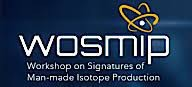 wosmip
Workshop on Signatures of
Man-made Isotope Production